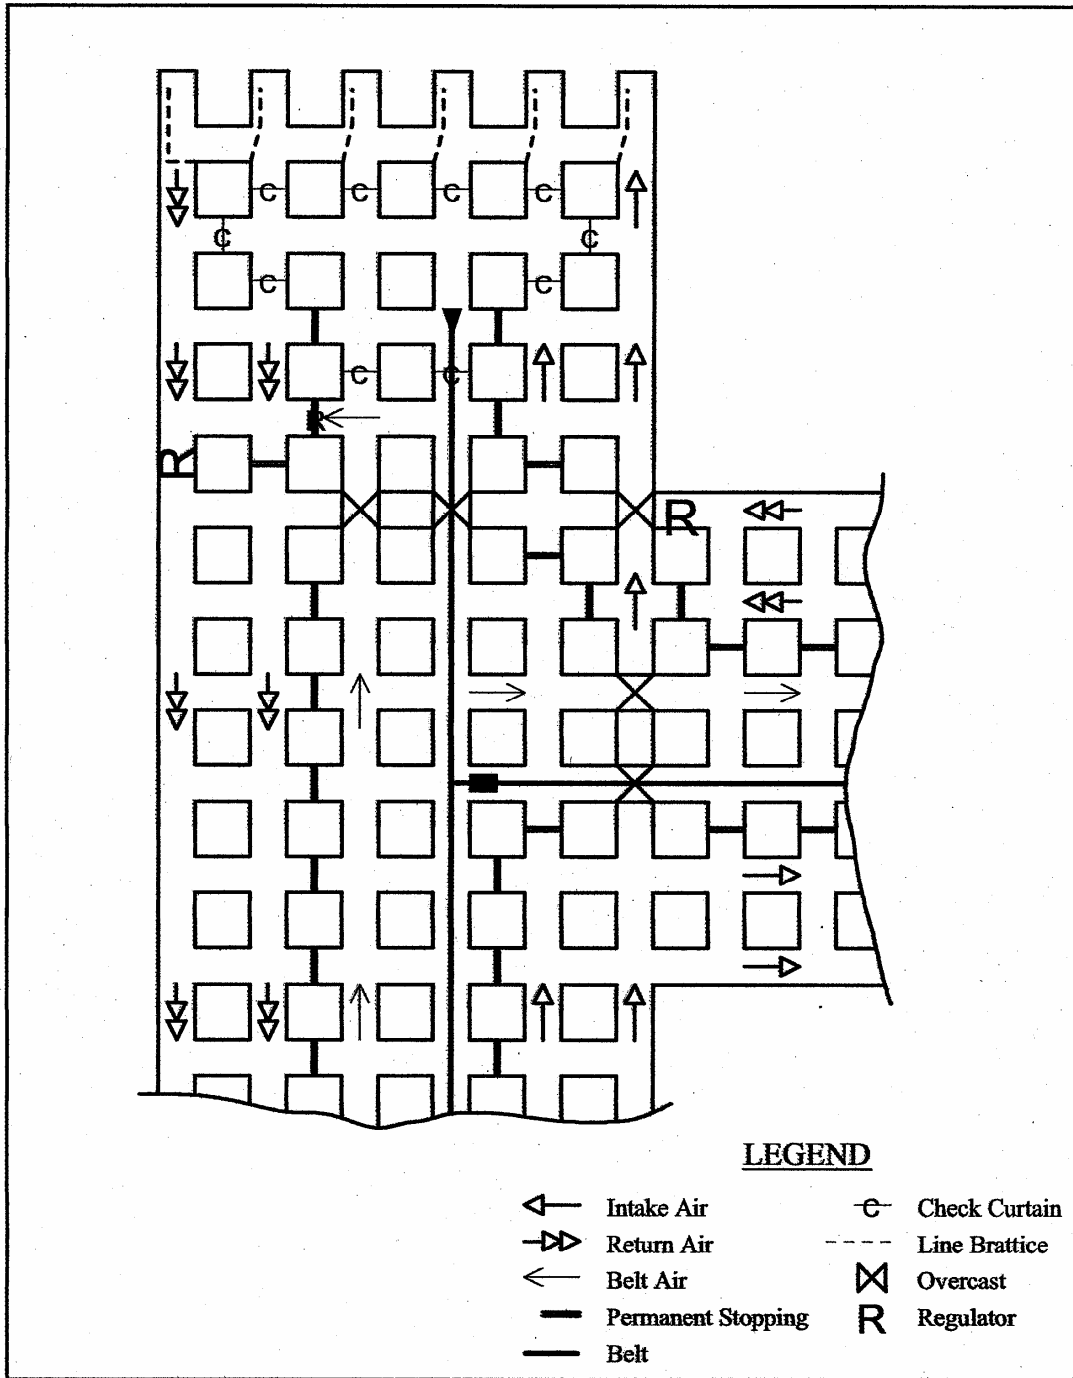 C C C C
C C
C C
C C
R
R
R
LEGEND
Intake Air
C Check Curtain
Return Air
Line Brattice
Belt Air
Overcast
Permanent Stopping
R Regulator
Belt